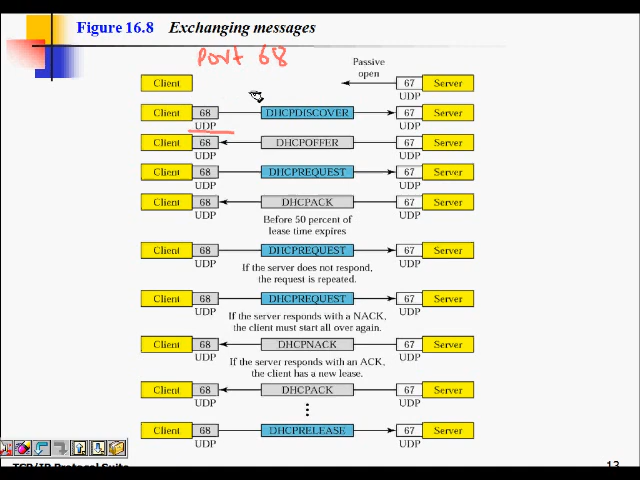 Figure 16.8 Exchanging messages
Port 68
Passive
open
Client 67 Server
UDP
Client 68 DHCPDISCOVER 67 Server
UDP UDP
Client 68 DHCPOFFER 67 Server
UDP UDP
Client 68 DHCPREQUEST 67 Server
UDP UDP
Client 68 DHCPACK 67 Server
UDP UDP
Before 50 percent of
lease time expires
Client 68 DHCPREQUEST 67 Server
UDP UDP
If the server does not respond,
the request is repeated.
Client 68 DHCPREQUEST 67 Server
UDP UDP
If the server responds with a NACK,
the client must start all over again.
Client 68 DHCPNACK 67 Server
UDP UDP
If the server responds with an ACK,
the client has a new lease.
Client 68 DHCPACK 67 Server
UDP UDP
Client 68 DHCPRELEASE 67 Server
UDP UDP
TCP/IP Protocol Suite 13